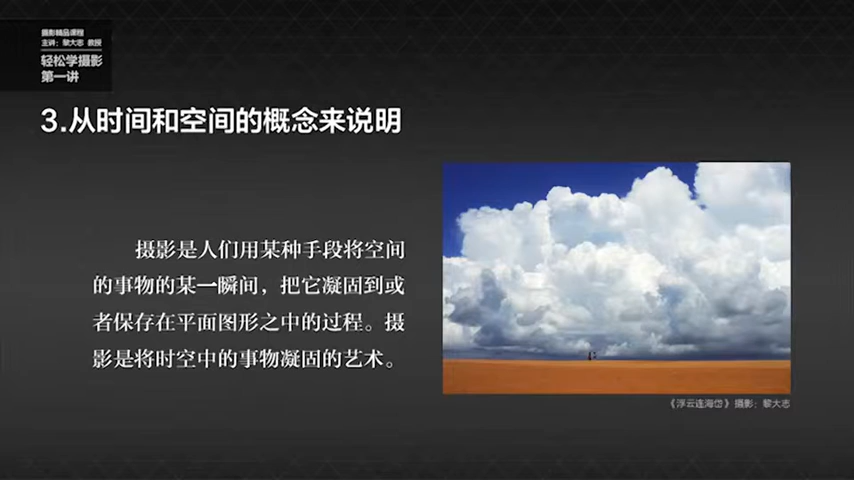 摄影精品课程
主讲：黎大志 教授
轻松学摄影
第一讲
3.从时间和空间的概念来说明
摄影是人们用某种手段将空间
的事物的某一瞬间，把它凝固到或
者保存在平面图形之中的过程。摄
影是将时空中的事物凝固的艺术。
《浮云连海岱》摄影：黎大志